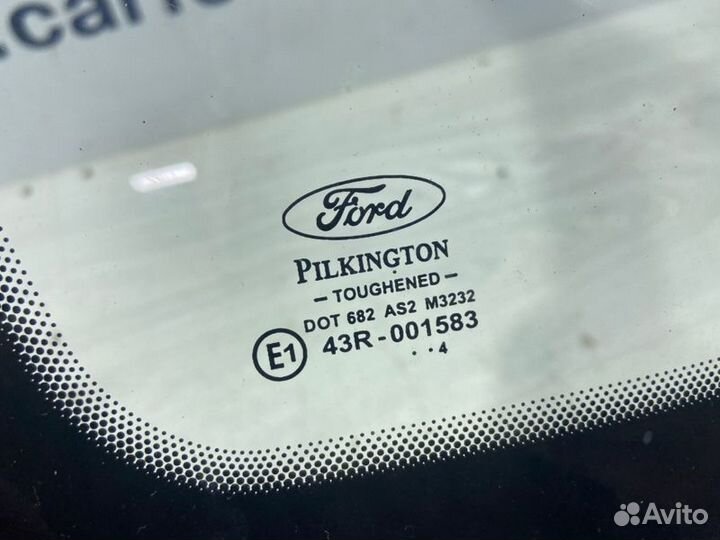 Ford
PILKINGTON
- TOUGHENED -
DOT 682 AS2 M3232
E1 43R-001583
. . 4
Avito